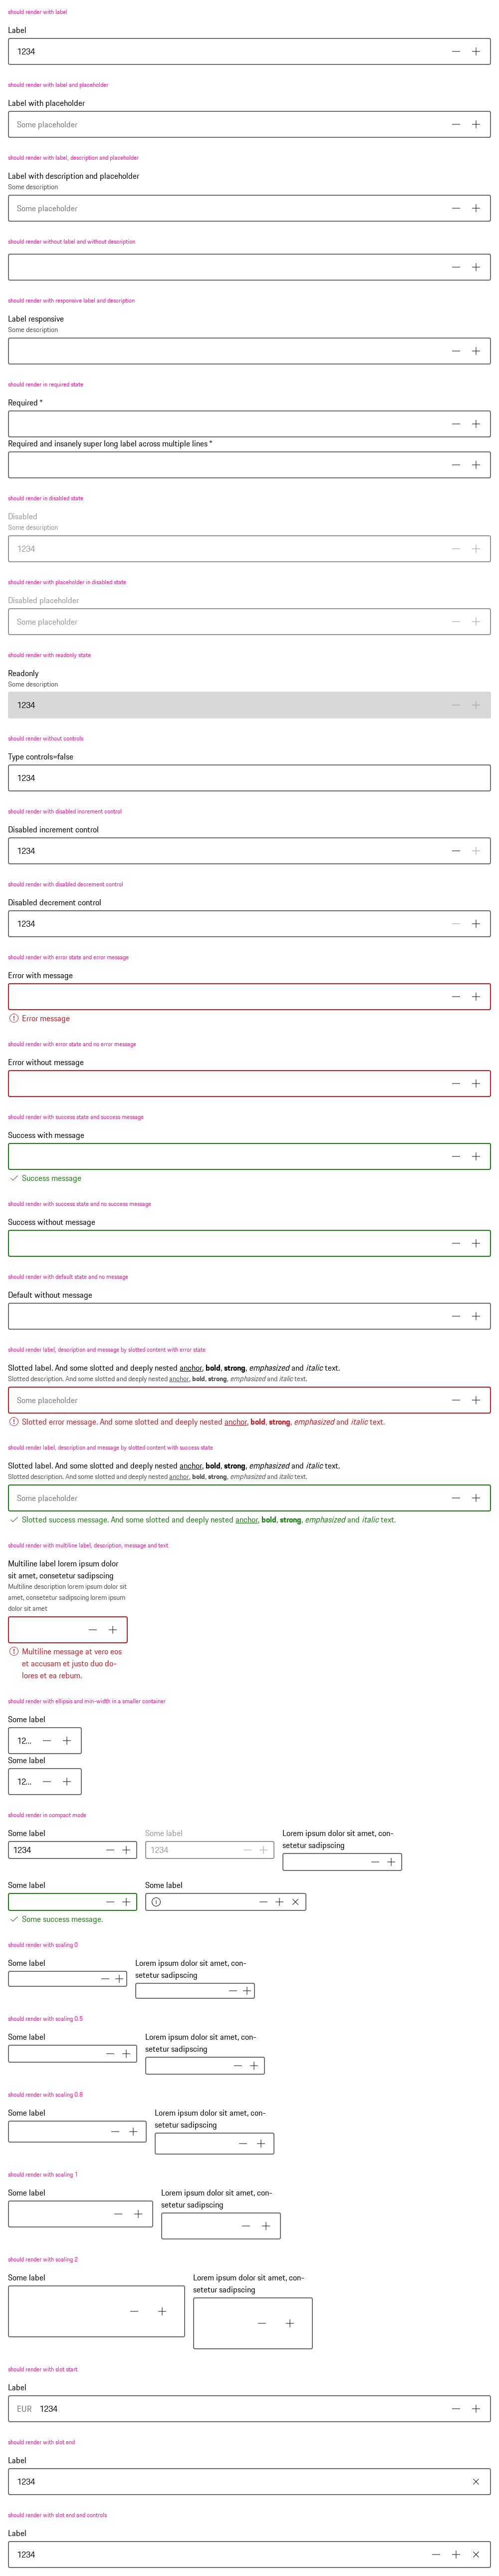 should render with label
Label
1234
should render with label and placeholder
Label with placeholder
Some placeholder
should render with label, description and placeholder
Label with description and placeholder
Some description
Some placeholder
should render without label and without description
should render with responsive label and description
Label responsive
Some description
should render in required state
Required *
Required and insanely super long label across multiple lines *
should render in disabled state
Disabled
Some description
1234
should render with placeholder in disabled state
Disabled placeholder
Some placeholder
should render with readonly state
Readonly
Some description
1234
should render without controls
Type controls=false
1234
should render with disabled increment control
Disabled increment control
1234
should render with disabled decrement control
Disabled decrement control
1234
should render with error state and error message
Error with message
Error message
should render with error state and no error message
Error without message
should render with success state and success message
Success with message
Success message
should render with success state and no success message
Success without message
should render with default state and no message
Default without message
should render label, description and message by slotted content with error state
Slotted label. And some slotted and deeply nested anchor, bold, strong, emphasized and italic text.
Slotted description. And some slotted and deeply nested anchor, bold, strong, emphasized and italic text.
Some placeholder
Slotted error message. And some slotted and deeply nested anchor, bold, strong, emphasized and italic text.
should render label, description and message by slotted content with success state
Slotted label. And some slotted and deeply nested anchor, bold, strong, emphasized and italic text.
Slotted description. And some slotted and deeply nested anchor, bold, strong, emphasized and italic text.
Some placeholder
Slotted success message. And some slotted and deeply nested anchor, bold, strong, emphasized and italic text.
should render with multiline label, description, message and text
Multiline label lorem ipsum dolor
sit amet, consetetur sadipscing
Multiline description lorem ipsum dolor sit
amet, consetetur sadipscing lorem ipsum
dolor sit amet
Multiline message at vero eos
et accusam et justo duo do-
lores et ea rebum.
should render with ellipsis and min-width in a smaller container
Some label
12...
Some label
12...
should render in compact mode
Some label
1234
Some label
1234
Lorem ipsum dolor sit amet, con-
setetur sadipscing
Some label
Some success message.
Some label
should render with scaling 0
Some label
Lorem ipsum dolor sit amet, con-
setetur sadipscing
should render with scaling 0.5
Some label
Lorem ipsum dolor sit amet, con-
setetur sadipscing
should render with scaling 0.8
Some label
Lorem ipsum dolor sit amet, con-
setetur sadipscing
should render with scaling 1
Some label
Lorem ipsum dolor sit amet, con-
setetur sadipscing
should render with scaling 2
Some label
Lorem ipsum dolor sit amet, con-
setetur sadipscing
should render with slot start
Label
EUR 1234
should render with slot end
Label
1234
should render with slot end and controls
Label
1234